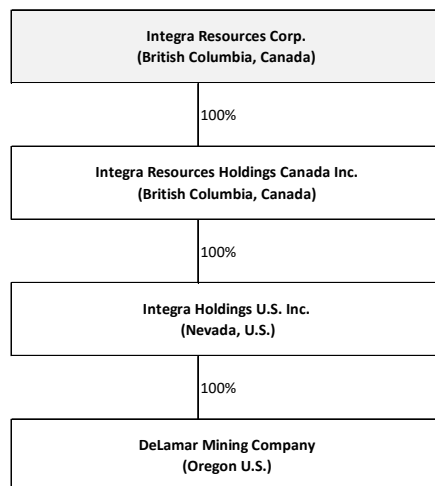 Integra Resources Corp.
(British Columbia, Canada)
100%
Integra Resources Holdings Canada Inc.
(British Columbia, Canada)
100%
Integra Holdings U.S. Inc.
(Nevada, U.S.)
100%
DeLamar Mining Company
(Oregon U.S.)